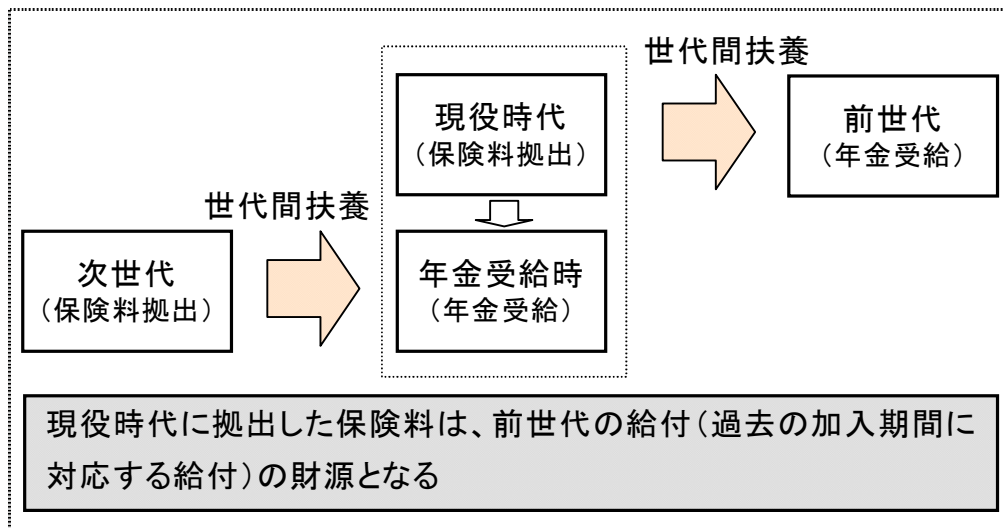 世代間扶養
現役時代
（保険料拠出）
前世代
（年金受給）
世代間扶養
次世代
（保険料拠出）
年金受給時
（年金受給）
現役時代に拠出した保険料は、前世代の給付（過去の加入期間に
対応する給付）の財源となる